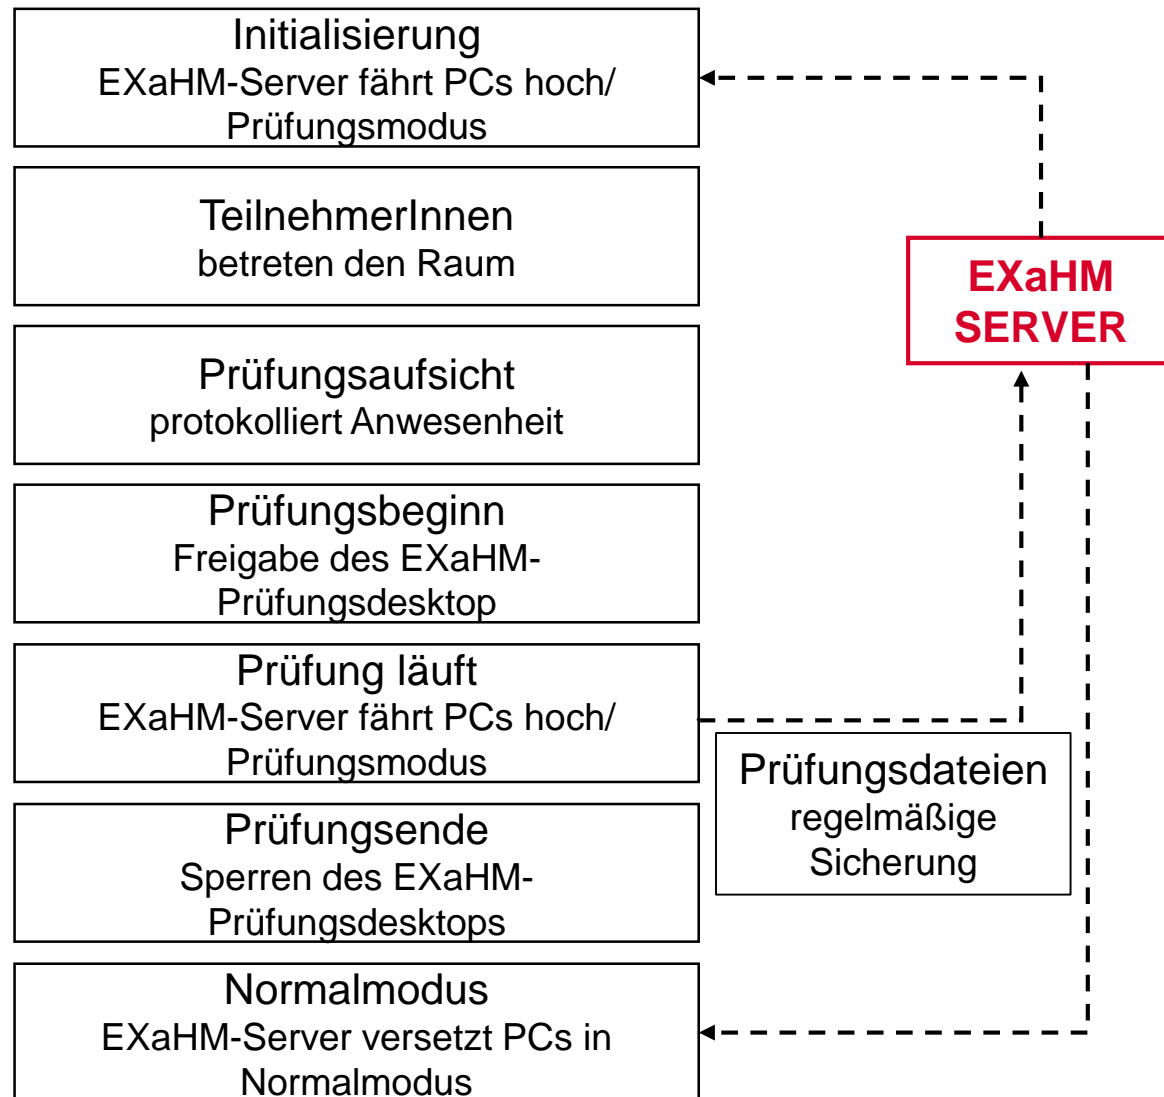 Initialisierung
EXaHM-Server fährt PCs hoch/
Prüfungsmodus
TeilnehmerInnen
betreten den Raum
EXaHM
SERVER
Prüfungsaufsicht
protokolliert Anwesenheit
Prüfungsbeginn
Freigabe des EXaHM-
Prüfungsdesktop
Prüfung läuft
EXaHM-Server fährt PCs hoch/
Prüfungsmodus
Prüfungsdateien
regelmäßige
Sicherung
Prüfungsende
Sperren des EXaHM-
Prüfungsdesktops
Normalmodus
EXaHM-Server versetzt PCs in
Normalmodus